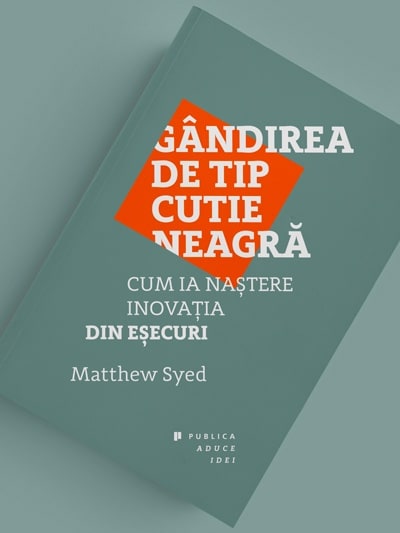 GÂNDIREA
DE TIP
CUTIE
NEAGRĂ
CUM IA NAȘTERE
INOVAȚIA
DIN EȘECURI
Matthew Syed
PUBLICA
ADUCE
IDEI